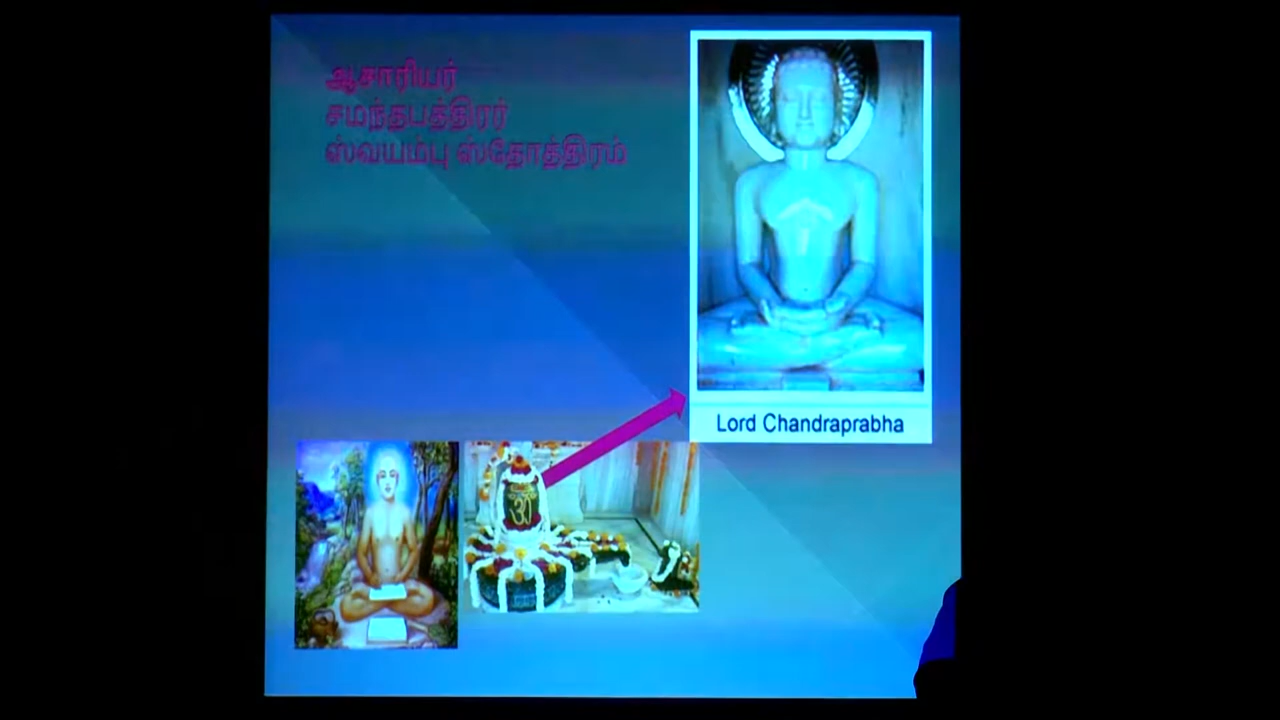 ஆசாரியர்
சமந்தபத்திரர்
ஸ்வயம்பு ஸ்தோத்திரம்
Lord Chandraprabha